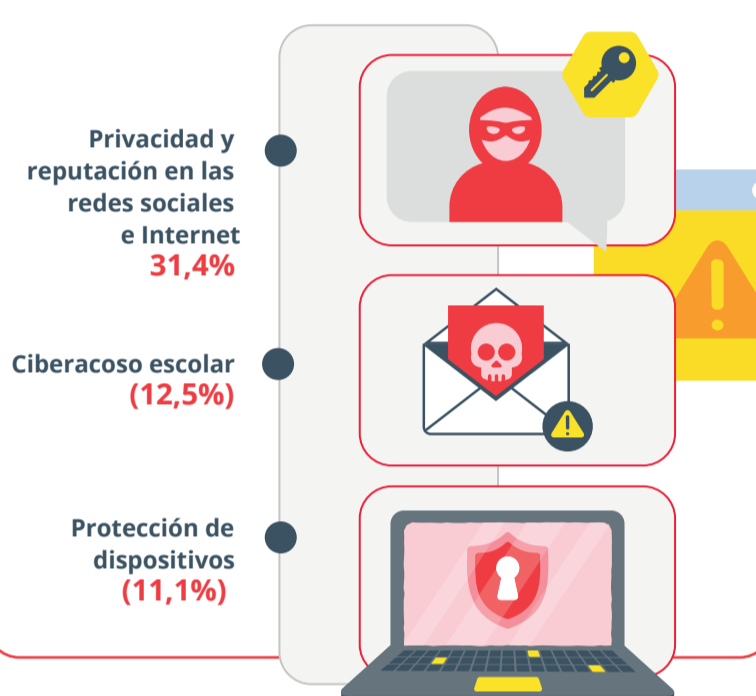 Privacidad y
reputación en las
redes sociales
e Internet
31,4%
Ciberacoso escolar
(12,5%)
Protección de
dispositivos
(11,1%)